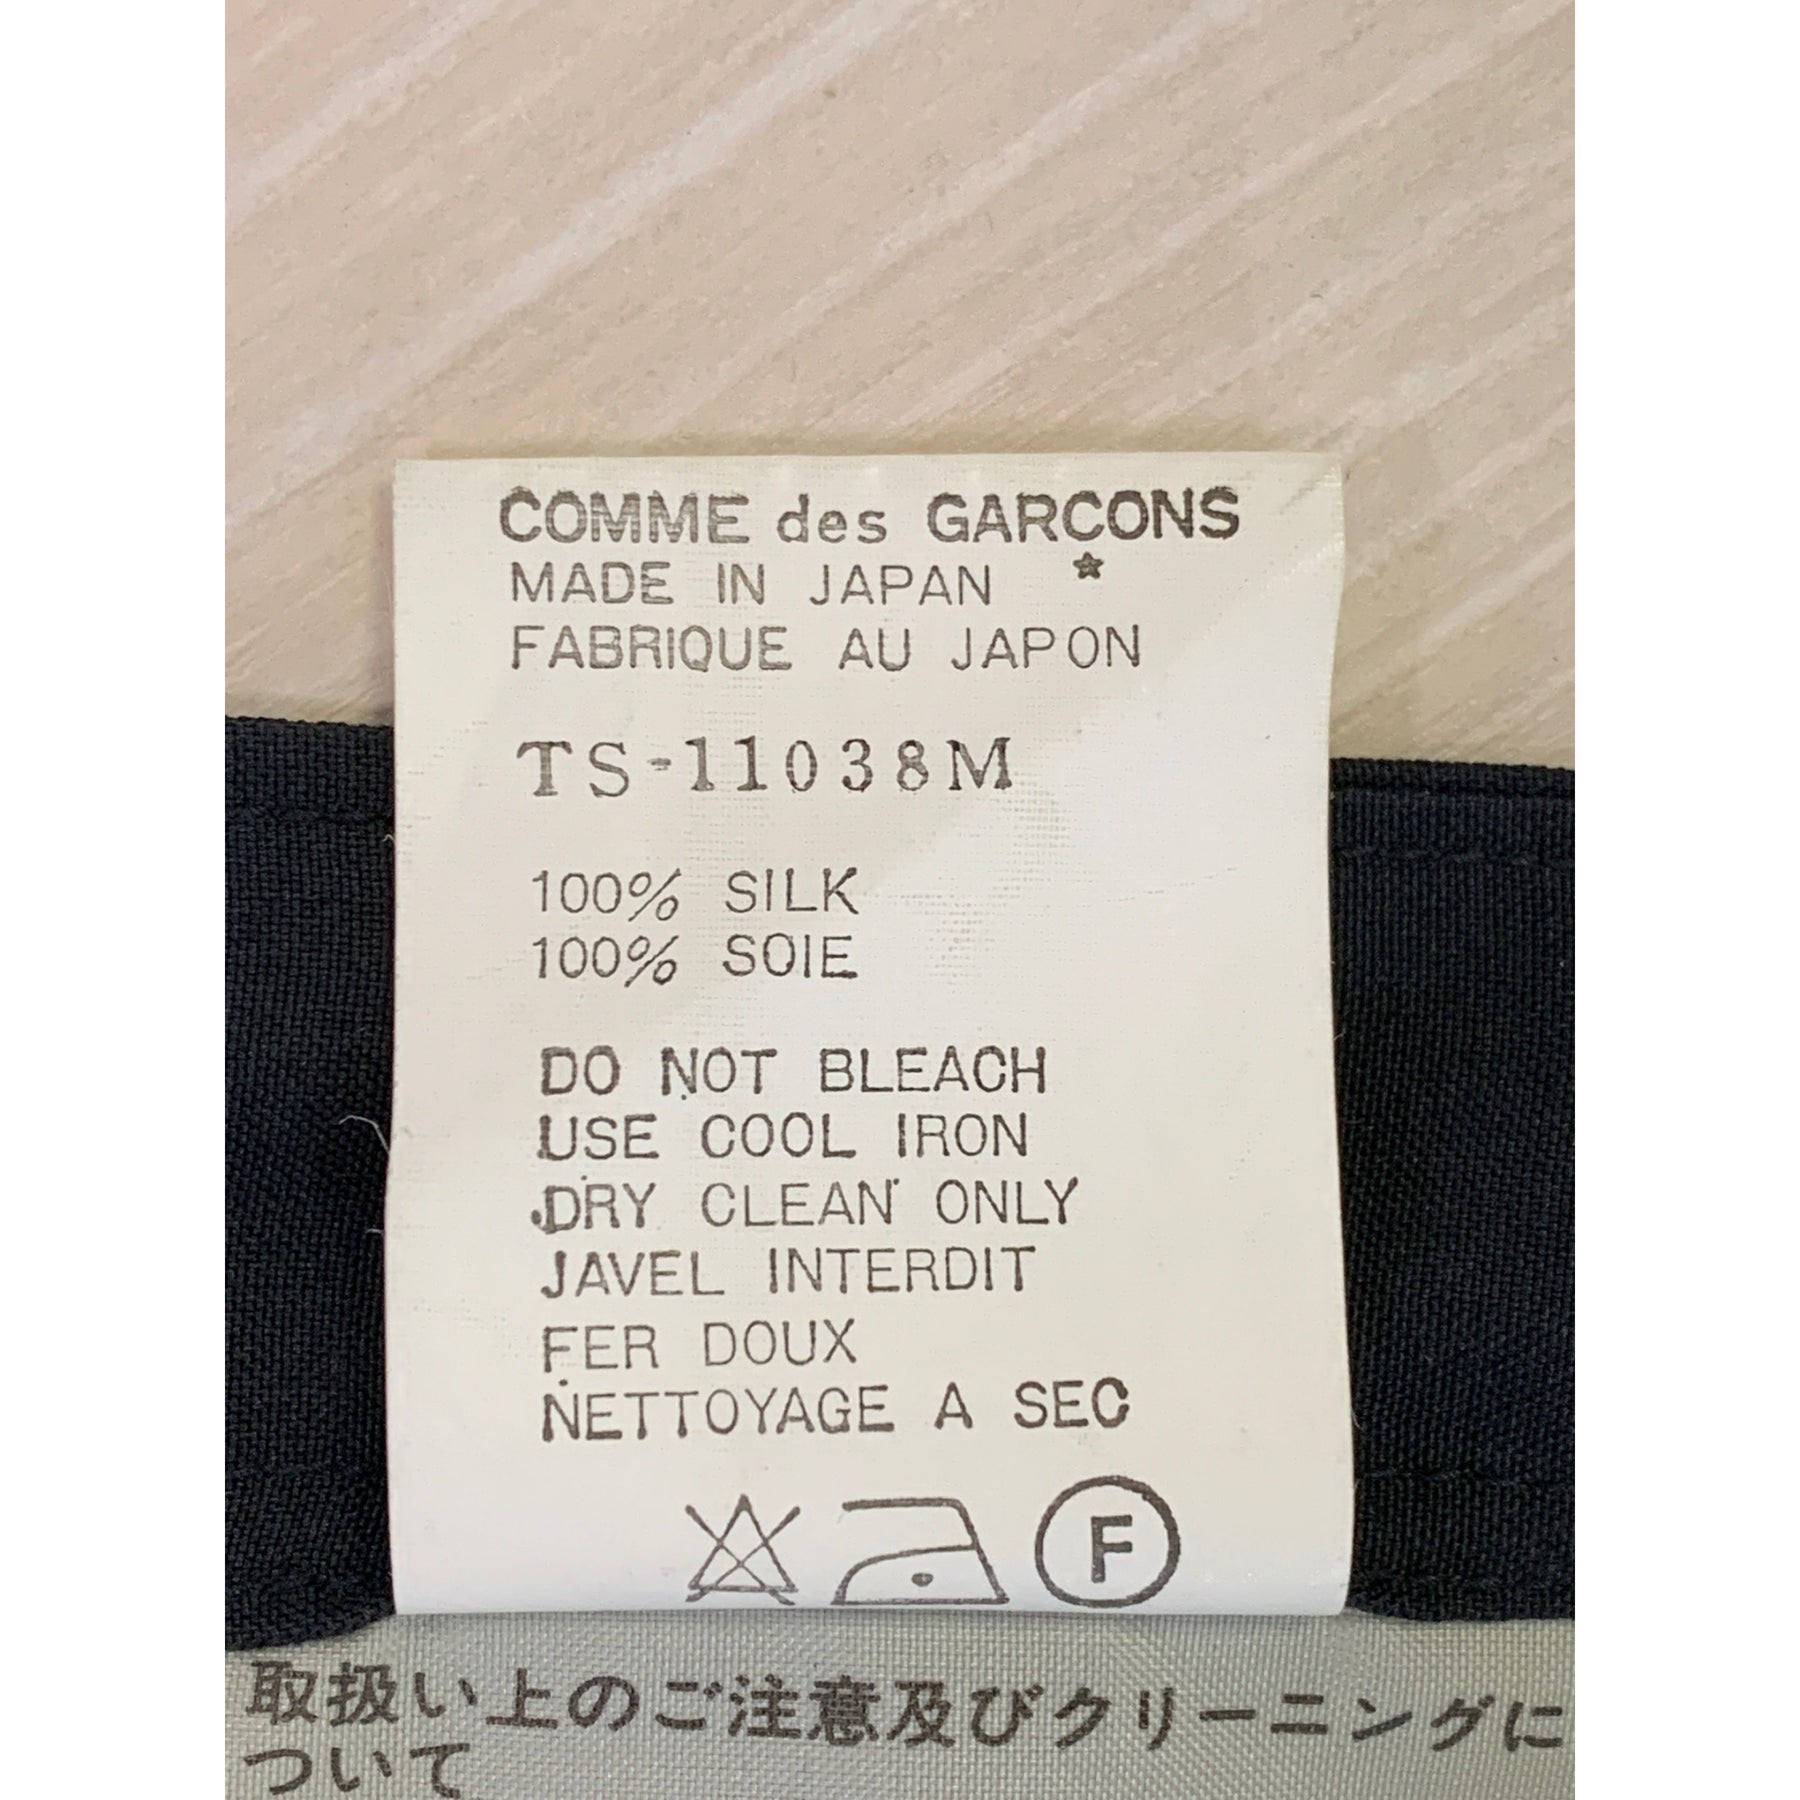 COMME des GARCONS
MADE IN JAPAN ★
FABRIQUE AU JAPON
TS-11038M
100% SILK
100% SOIE
DO NOT BLEACH
USE COOL IRON
DRY CLEAN ONLY
JAVEL INTERDIT
FER DOUX
NETTOYAGE A SEC
F
取扱い上のご注意及びクリーニングに
ついて